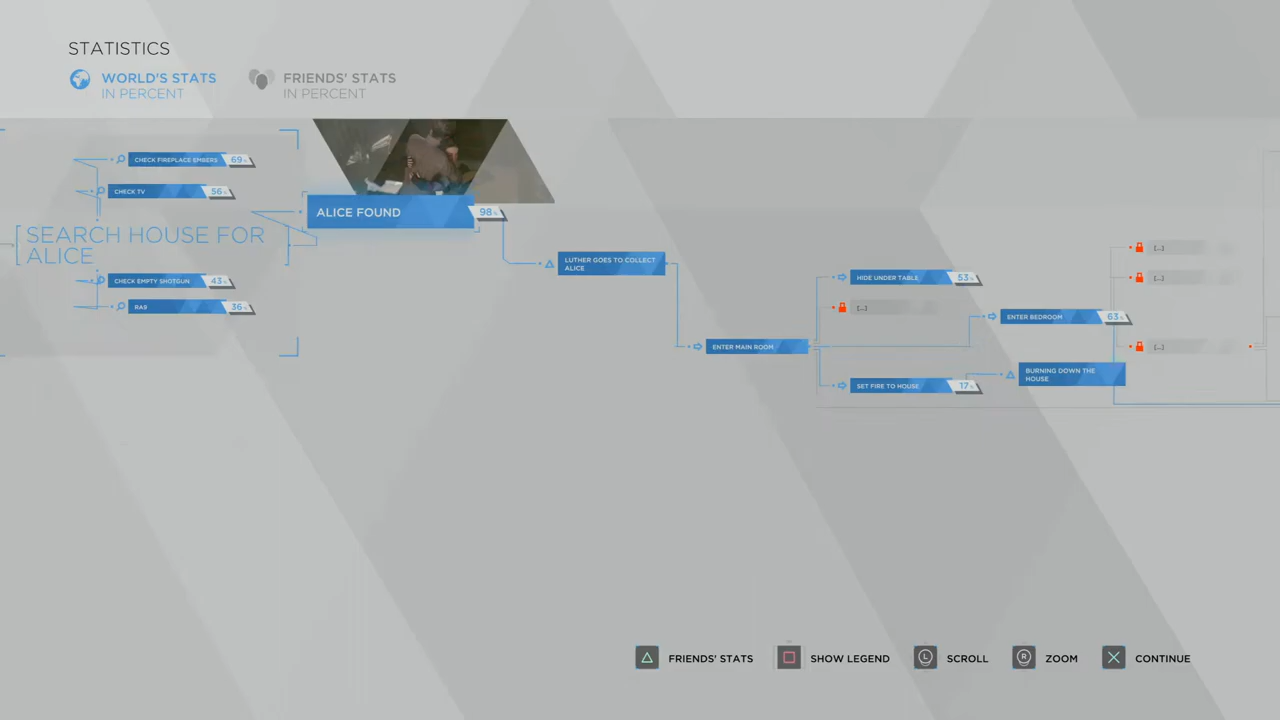 STATISTICS
WORLD'S STATS
IN PERCENT
FRIENDS' STATS
IN PERCENT
CHECK FIREPLACE EMBERS 69%
CHECK TV 56%
SEARCH HOUSE FOR
ALICE
CHECK EMPTY SHOTGUN 43%
RA9 36%
ALICE FOUND 98%
LUTHER GOES TO COLLECT
ALICE
ENTER MAIN ROOM
HIDE UNDER TABLE 53%
[...]
SET FIRE TO HOUSE 17%
ENTER BEDROOM 63%
BURNING DOWN THE
HOUSE
[...]
[...]
[...]
FRIENDS' STATS
SHOW LEGEND
L SCROLL
R ZOOM
CONTINUE